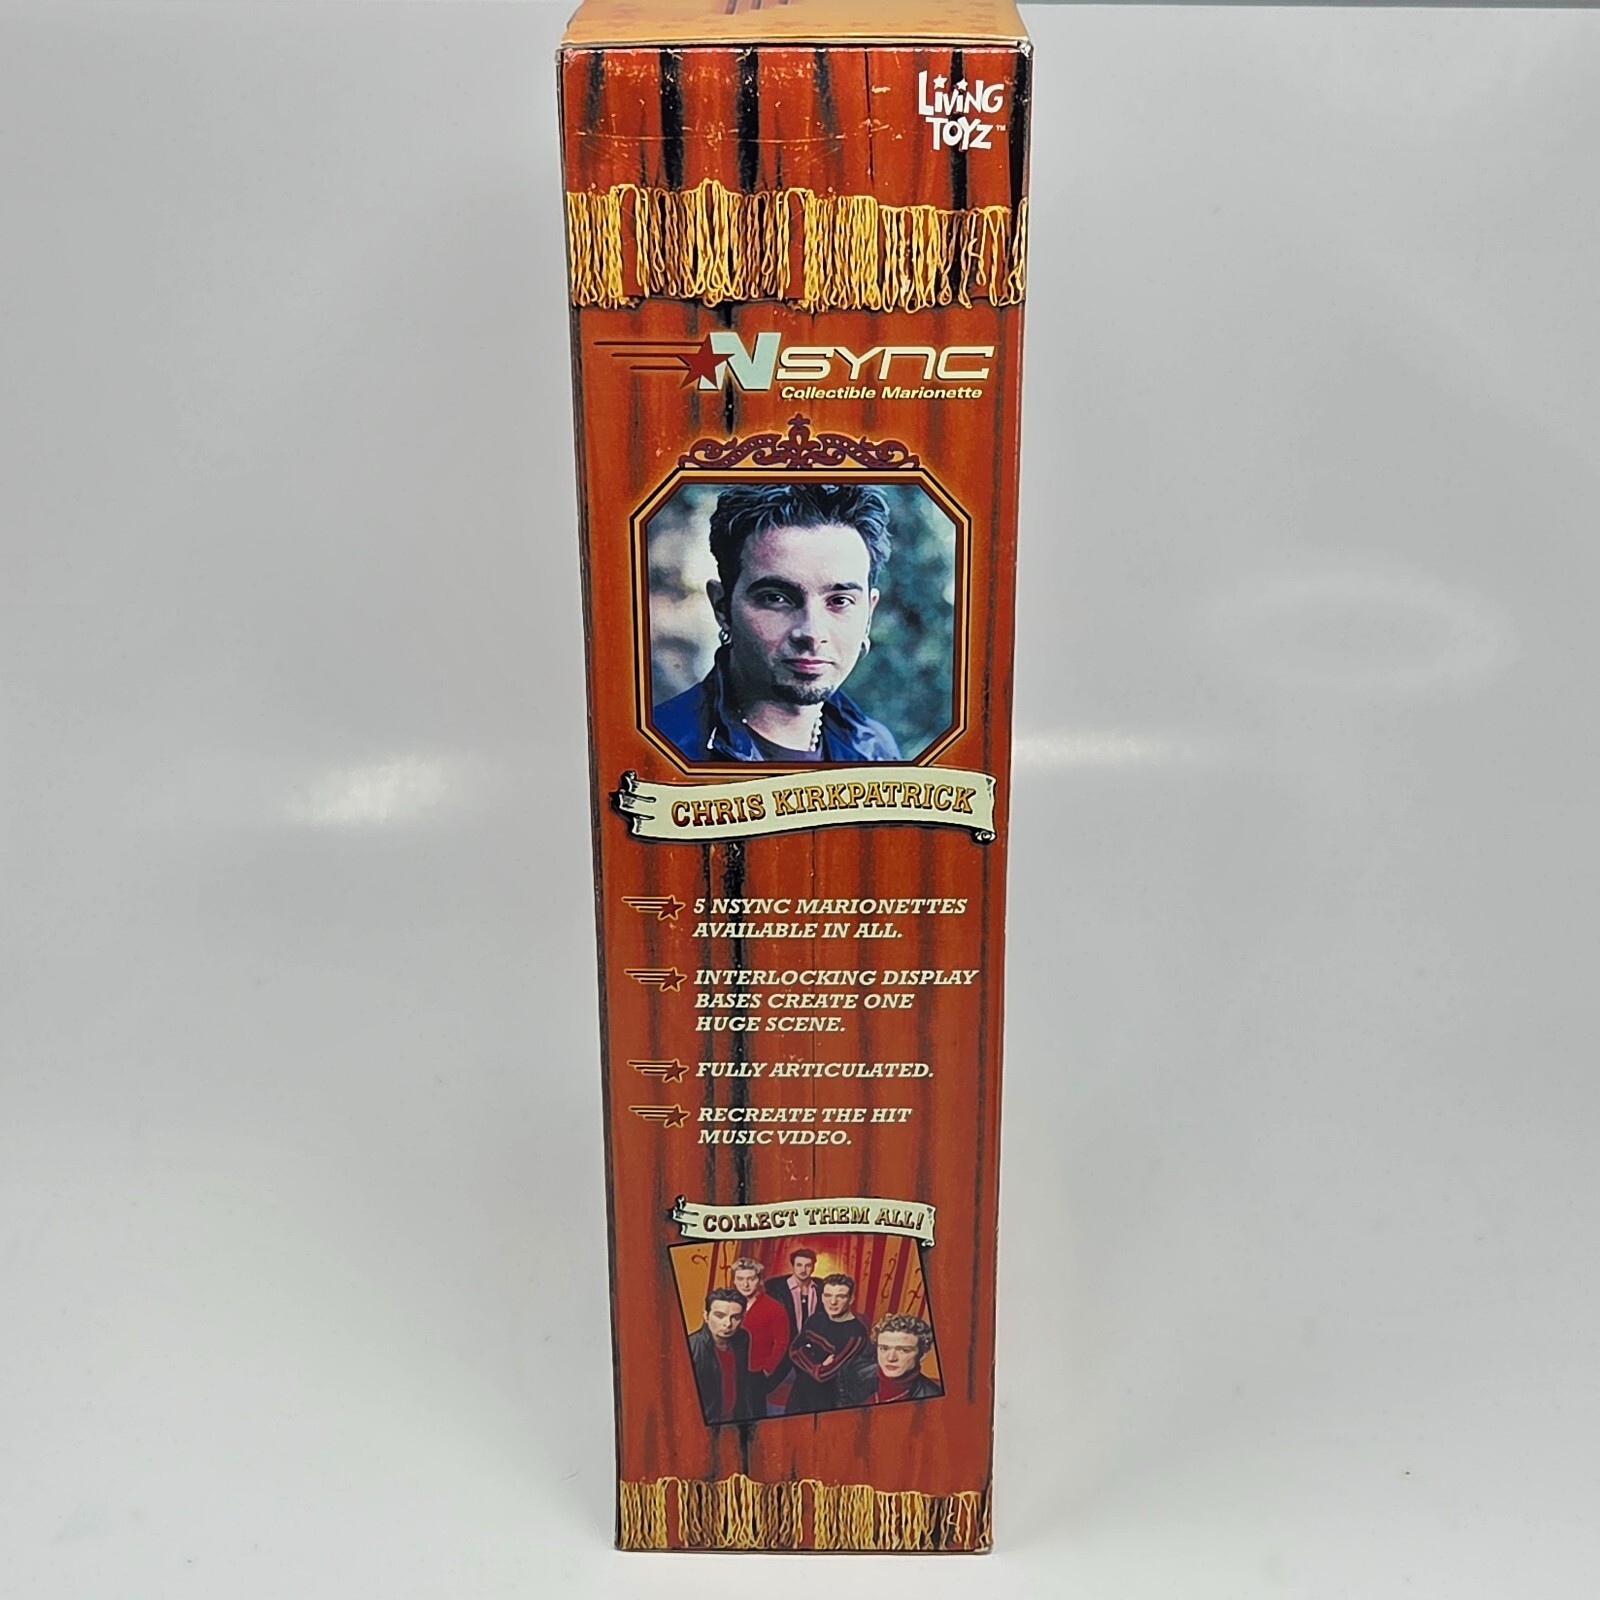 LiViNG
TOYZ™
NSYNC
Collectible Marionette
CHRIS KIRKPATRICK
5 NSYNC MARIONETTES
AVAILABLE IN ALL.
INTERLOCKING DISPLAY
BASES CREATE ONE
HUGE SCENE.
FULLY ARTICULATED.
RECREATE THE HIT
MUSIC VIDEO.
COLLECT THEM ALL!